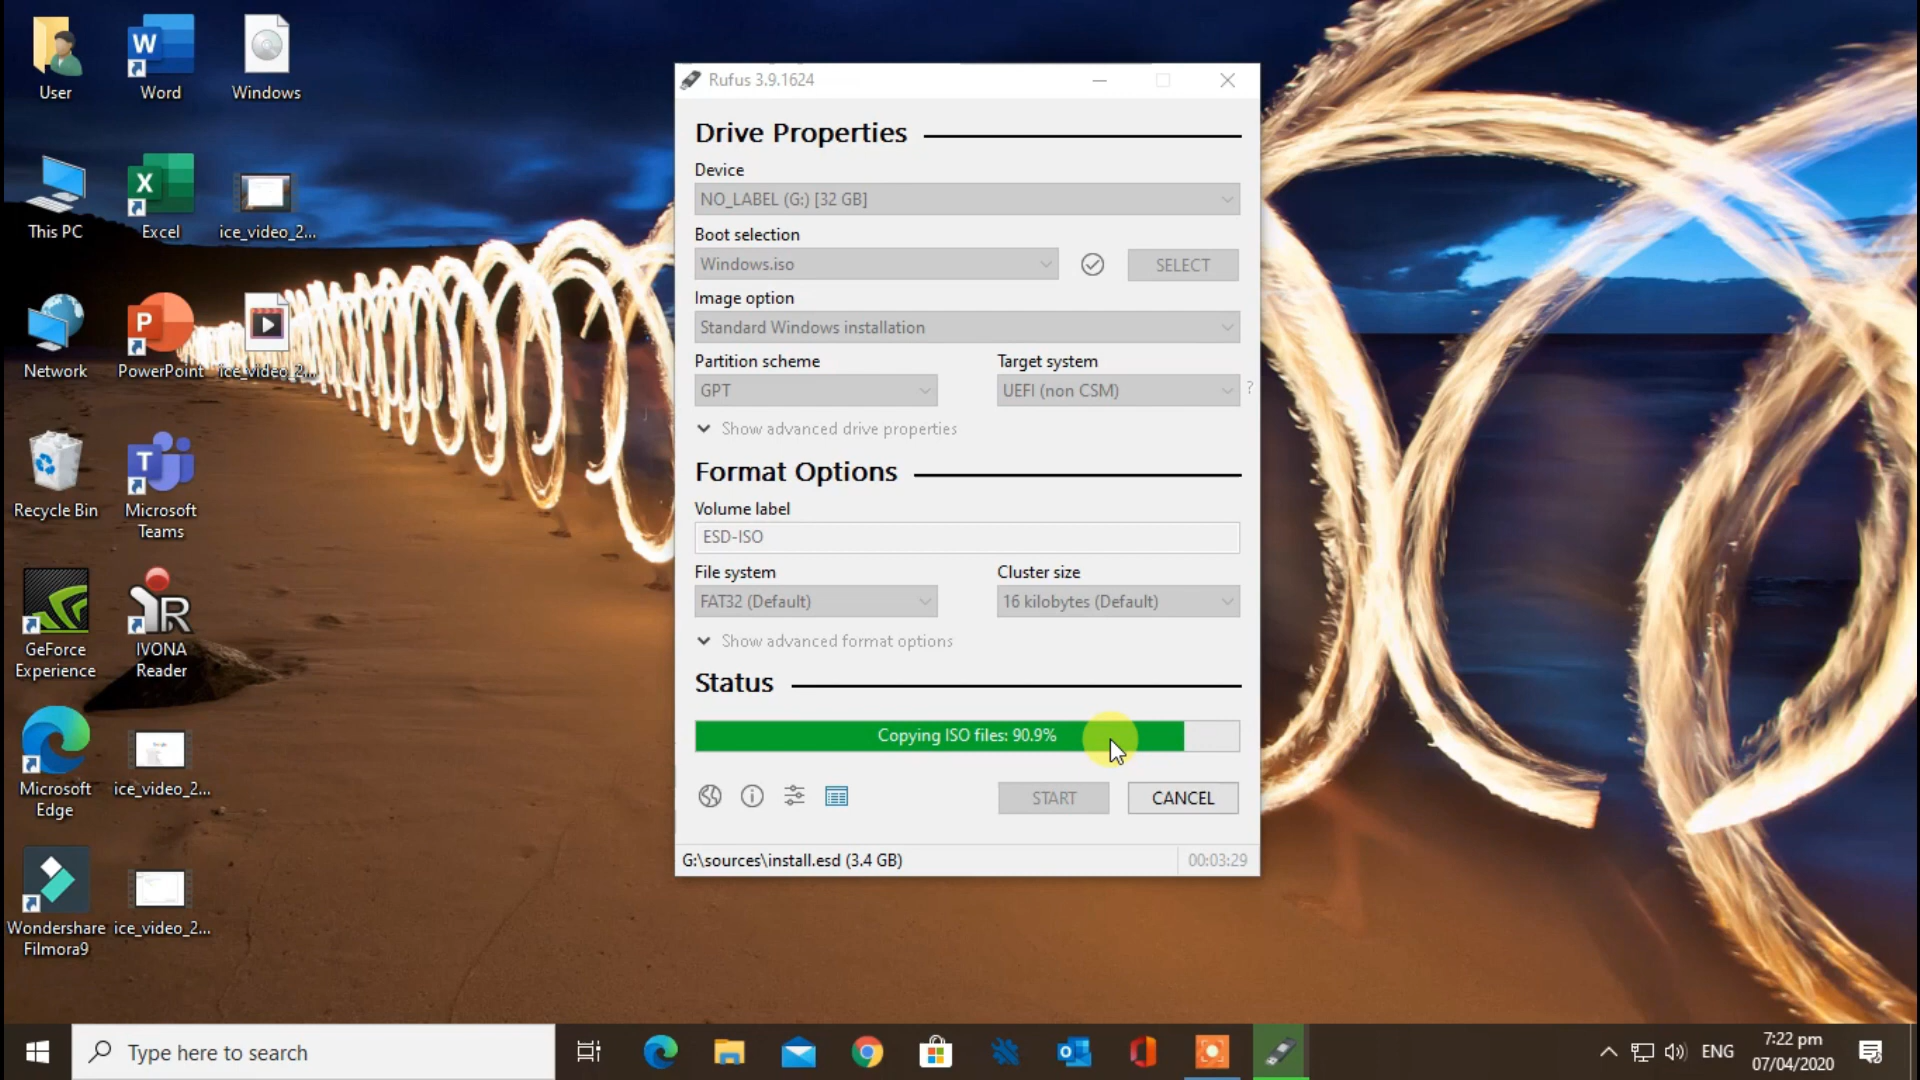 User
Word
Windows
This PC
Excel
ice_video_2...
Network
PowerPoint
ice_video_2...
Recycle Bin
Microsoft
Teams
GeForce
Experience
IVONA
Reader
Microsoft
Edge
ice_video_2...
Wondershare
Filmora9
ice_video_2...
Rufus 3.9.1624
Drive Properties
Device
NO_LABEL (G:) [32 GB]
Boot selection
Windows.iso
SELECT
Image option
Standard Windows installation
Partition scheme
Target system
GPT
UEFI (non CSM)
?
Show advanced drive properties
Format Options
Volume label
ESD-ISO
File system
Cluster size
FAT32 (Default)
16 kilobytes (Default)
Show advanced format options
Status
Copying ISO files: 90.9%
START
CANCEL
G:\sources\install.esd (3.4 GB)
00:03:29
Type here to search
ENG
7:22 pm
07/04/2020